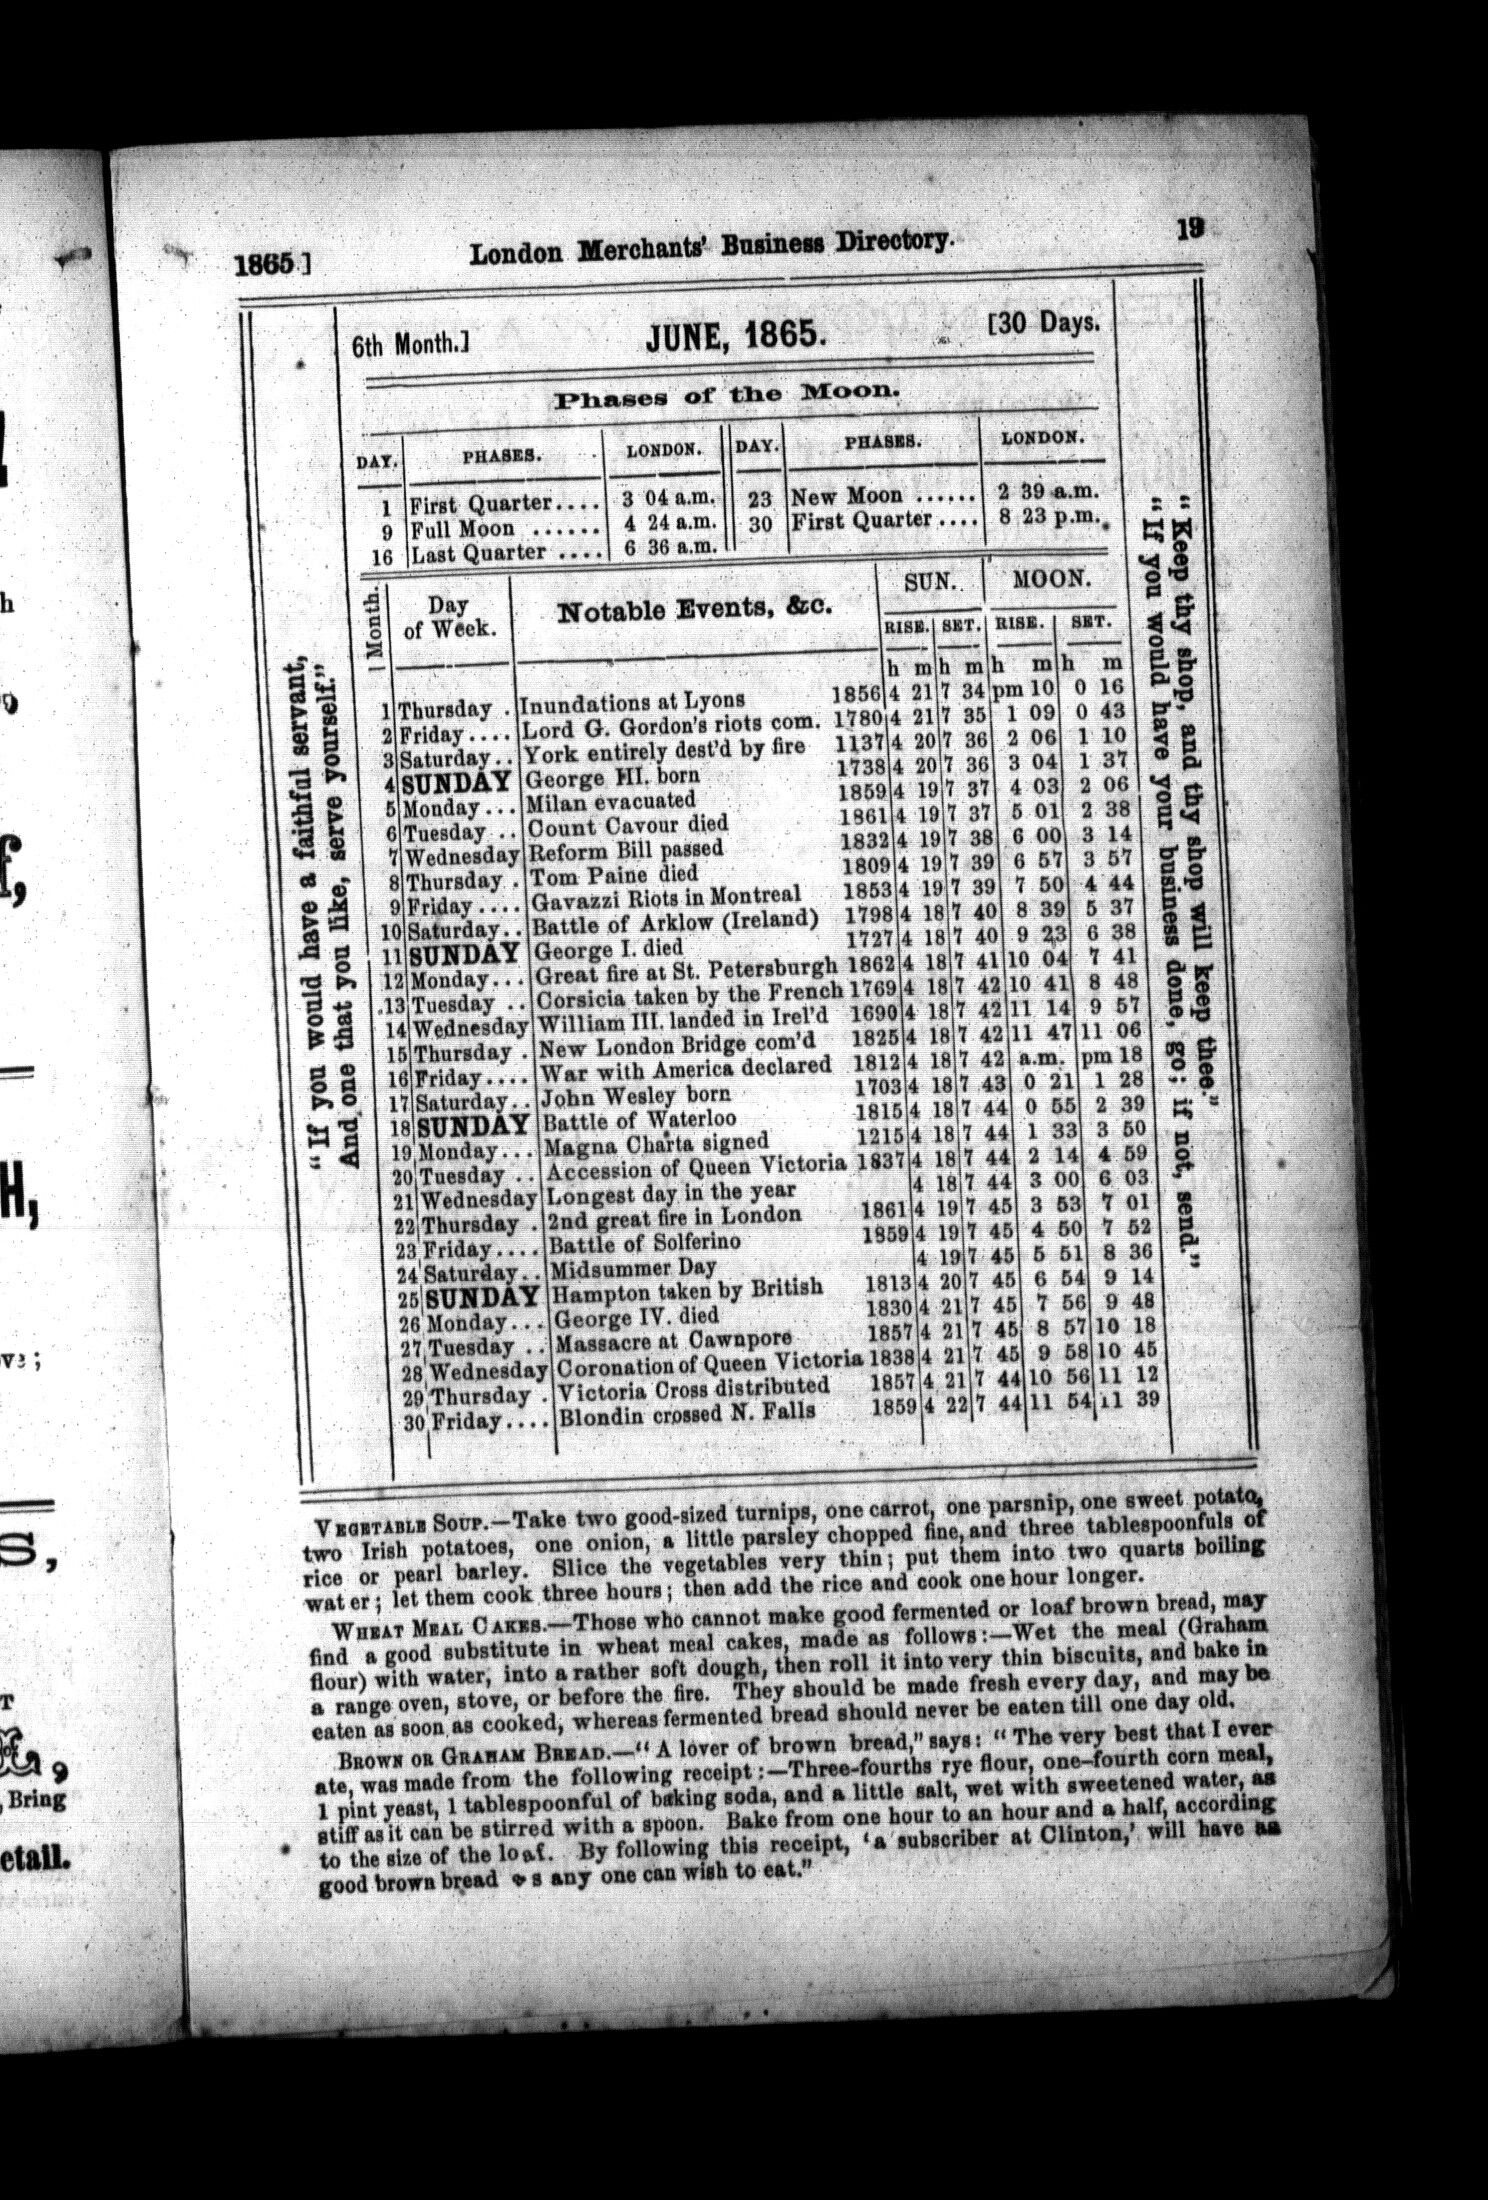 1865.]
London Merchants' Business Directory.
19
6th Month.]
JUNE, 1865.
[30 Days.
Phases of the Moon.
DAY. PHASES. LONDON. DAY. PHASES. LONDON.
1 First Quarter.... 3 04 a.m. 23 New Moon ...... 2 39 a.m.
9 Full Moon ...... 4 24 a.m. 30 First Quarter .... 8 23 p.m.
16 Last Quarter .... 6 36 a.m.
Month. Day of Week. Notable Events, &c. SUN. MOON.
RISE. SET. RISE. SET.
h m h m h m h m
1 Thursday . Inundations at Lyons 1856 4 21 7 34 pm 10 0 16
2 Friday.... Lord G. Gordon's riots com. 1780 4 21 7 35 1 09 0 43
3 Saturday.. York entirely dest'd by fire 1137 4 20 7 36 2 06 1 10
4 SUNDAY George III. born 1738 4 20 7 36 3 04 1 37
5 Monday... Milan evacuated 1859 4 19 7 37 4 03 2 06
6 Tuesday .. Count Cavour died 1861 4 19 7 37 5 01 2 38
7 Wednesday Reform Bill passed 1832 4 19 7 38 6 00 3 14
8 Thursday . Tom Paine died 1809 4 19 7 39 6 57 3 57
9 Friday.... Gavazzi Riots in Montreal 1853 4 19 7 39 7 50 4 44
10 Saturday.. Battle of Arklow (Ireland) 1798 4 18 7 40 8 39 5 37
11 SUNDAY George I. died 1727 4 18 7 40 9 23 6 38
12 Monday... Great fire at St. Petersburgh 1862 4 18 7 41 10 04 7 41
13 Tuesday .. Corsicia taken by the French 1769 4 18 7 42 10 41 8 48
14 Wednesday William III. landed in Irel'd 1690 4 18 7 42 11 14 9 57
15 Thursday . New London Bridge com'd 1825 4 18 7 42 11 47 11 06
16 Friday.... War with America declared 1812 4 18 7 42 a.m. pm 18
17 Saturday.. John Wesley born 1703 4 18 7 43 0 21 1 28
18 SUNDAY Battle of Waterloo 1815 4 18 7 44 0 55 2 39
19 Monday... Magna Charta signed 1215 4 18 7 44 1 33 3 50
20 Tuesday .. Accession of Queen Victoria 1837 4 18 7 44 2 14 4 59
21 Wednesday Longest day in the year 4 18 7 44 3 00 6 03
22 Thursday . 2nd great fire in London 1861 4 19 7 45 3 53 7 01
23 Friday.... Battle of Solferino 1859 4 19 7 45 4 50 7 52
24 Saturday.. Midsummer Day 4 19 7 45 5 51 8 36
25 SUNDAY Hampton taken by British 1813 4 20 7 45 6 54 9 14
26 Monday... George IV. died 1830 4 21 7 45 7 56 9 48
27 Tuesday .. Massacre at Cawnpore 1857 4 21 7 45 8 57 10 18
28 Wednesday Coronation of Queen Victoria 1838 4 21 7 45 9 58 10 45
29 Thursday . Victoria Cross distributed 1857 4 21 7 44 10 56 11 12
30 Friday.... Blondin crossed N. Falls 1859 4 22 7 44 11 54 11 39
"If you would have a faithful servant,
And one that you like, serve yourself."
"Keep thy shop, and thy shop will keep thee."
"If you would have your business done, go; if not, send."
VEGETABLE SOUP.—Take two good-sized turnips, one carrot, one parsnip, one sweet potato,
two Irish potatoes, one onion, a little parsley chopped fine, and three tablespoonfuls of
rice or pearl barley. Slice the vegetables very thin; put them into two quarts boiling
water; let them cook three hours; then add the rice and cook one hour longer.
WHEAT MEAL CAKES.—Those who cannot make good fermented or loaf brown bread, may
find a good substitute in wheat meal cakes, made as follows:—Wet the meal (Graham
flour) with water, into a rather soft dough, then roll it into very thin biscuits, and bake in
a range oven, stove, or before the fire. They should be made fresh every day, and may be
eaten as soon as cooked, whereas fermented bread should never be eaten till one day old.
BROWN OR GRAHAM BREAD.—"A lover of brown bread," says: "The very best that I ever
ate, was made from the following receipt:—Three-fourths rye flour, one-fourth corn meal,
1 pint yeast, 1 tablespoonful of baking soda, and a little salt, wet with sweetened water, as
stiff as it can be stirred with a spoon. Bake from one hour to an hour and a half, according
to the size of the loaf. By following this receipt, 'a subscriber at Clinton,' will have as
good brown bread as any one can wish to eat."
, Bring
etail.